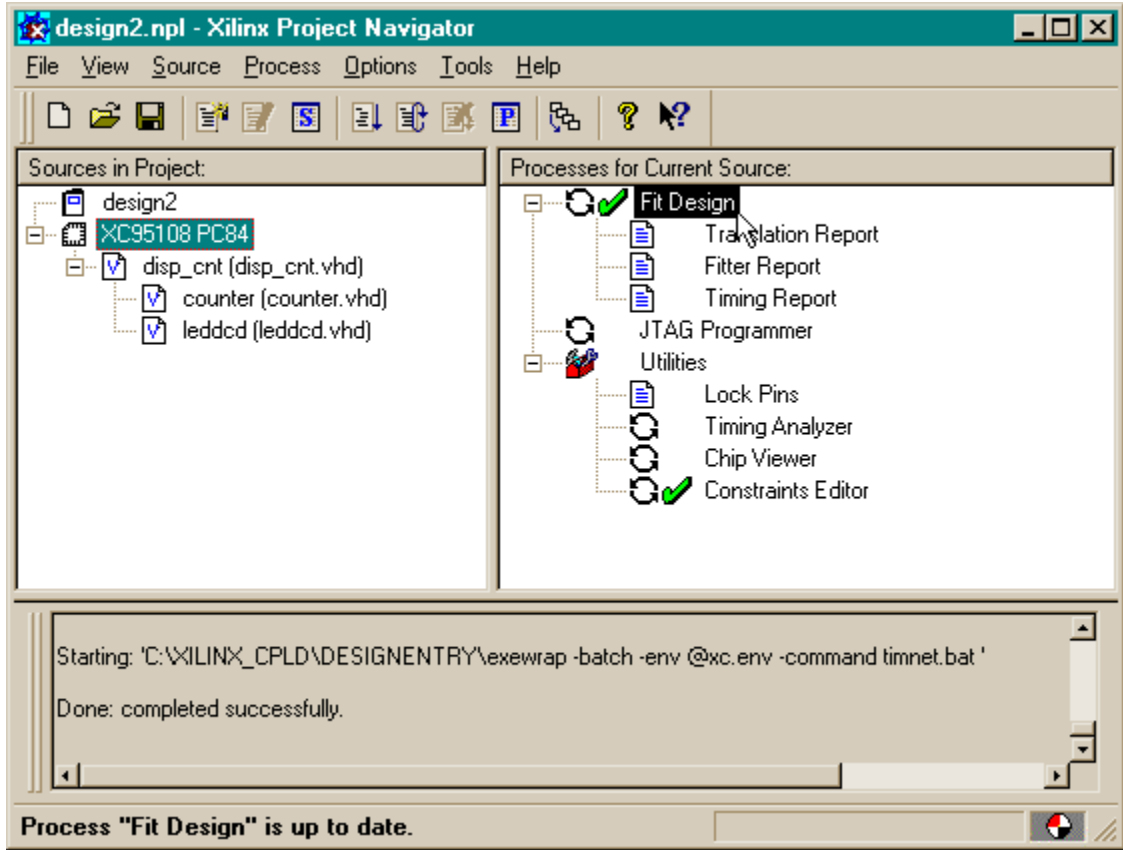 design2.npl - Xilinx Project Navigator
File View Source Process Options Tools Help
Sources in Project:
design2
XC95108 PC84
disp_cnt (disp_cnt.vhd)
counter (counter.vhd)
leddcd (leddcd.vhd)
Processes for Current Source:
Fit Design
Translation Report
Fitter Report
Timing Report
JTAG Programmer
Utilities
Lock Pins
Timing Analyzer
Chip Viewer
Constraints Editor
Starting: 'C:\XILINX_CPLD\DESIGNENTRY\exewrap -batch -env @xc.env -command timnet.bat '
Done: completed successfully.
Process "Fit Design" is up to date.